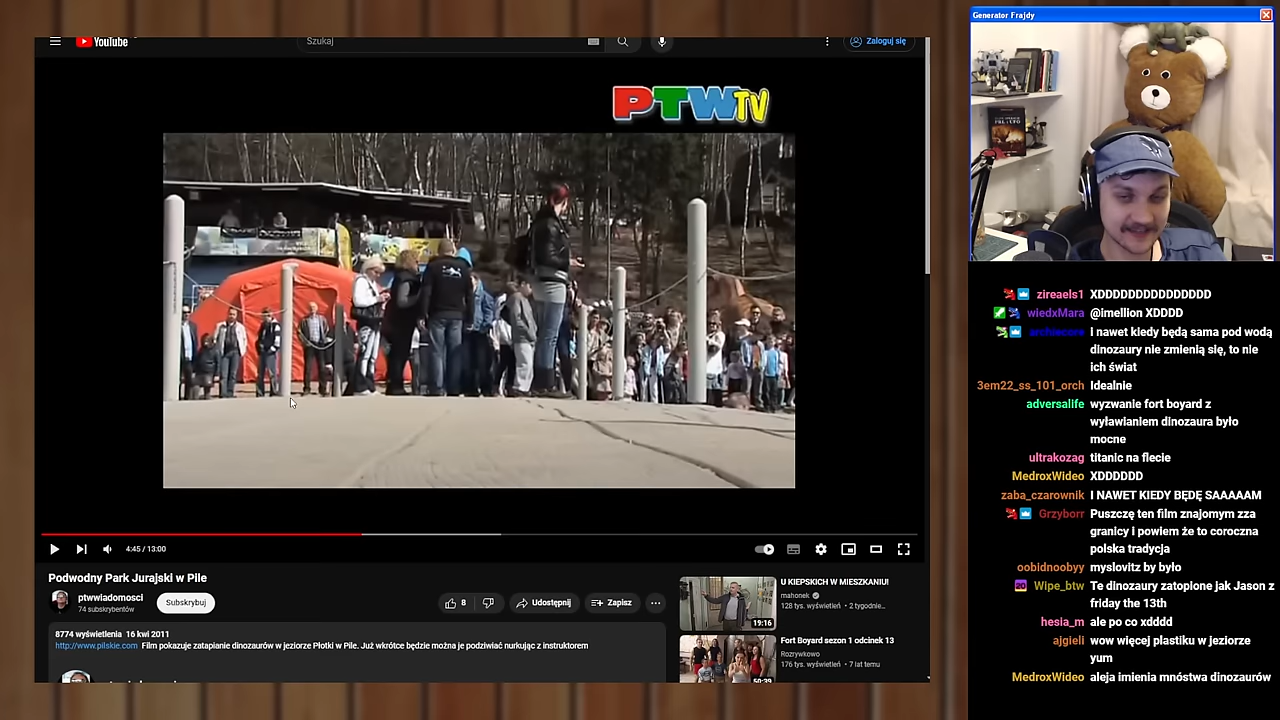 YouTube
Szukaj
Zaloguj się
PTWTV
4:45 / 13:00
Podwodny Park Jurajski w Pile
ptwwiadomosci
74 subskrybentów
Subskrybuj
8
Udostępnij
Zapisz
8774 wyświetlenia 16 kwi 2011
http://www.pilskie.com Film pokazuje zatapianie dinozaurów w jeziorze Płotki w Pile. Już wkrótce będzie można je podziwiać nurkując z instruktorem
U KIEPSKICH W MIESZKANIU!
mahonek
128 tys. wyświetleń • 2 tygodnie...
19:16
Fort Boyard sezon 1 odcinek 13
Rozrywkowo
176 tys. wyświetleń • 7 lat temu
50:39
Generator Frajdy
zireaels1 XDDDDDDDDDDDDDDD
wiedxMara @imellion XDDDD
archiecore I nawet kiedy będą sama pod wodą
dinozaury nie zmienią się, to nie
ich świat
3em22_ss_101_orch Idealnie
adversalife wyzwanie fort boyard z
wyławianiem dinozaura było
mocne
ultrakozag titanic na flecie
MedroxWideo XDDDDDD
zaba_czarownik I NAWET KIEDY BĘDĘ SAAAAAM
Grzyborr Puszczę ten film znajomym zza
granicy i powiem że to coroczna
polska tradycja
oobidnoobyy myslovitz by było
Wipe_btw Te dinozaury zatopione jak Jason z
friday the 13th
hesia_m ale po co xdddd
ajgieli wow więcej plastiku w jeziorze
yum
MedroxWideo aleja imienia mnóstwa dinozaurów